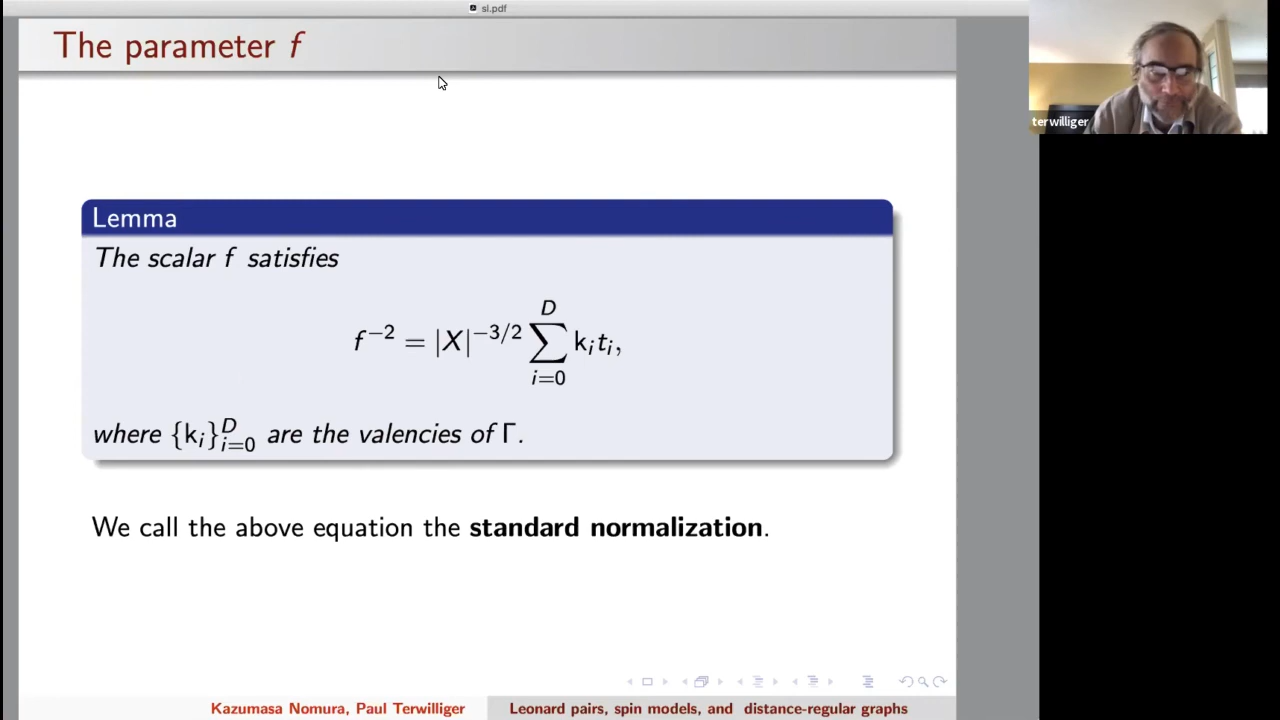 sl.pdf
The parameter f
terwilliger
Lemma
The scalar f satisfies
f⁻² = |X|^{-3/2} \sum_{i=0}^{D} k_i t_i,
where {k_i}_{i=0}^{D} are the valencies of Γ.
We call the above equation the standard normalization.
Kazumasa Nomura, Paul Terwilliger
Leonard pairs, spin models, and distance-regular graphs